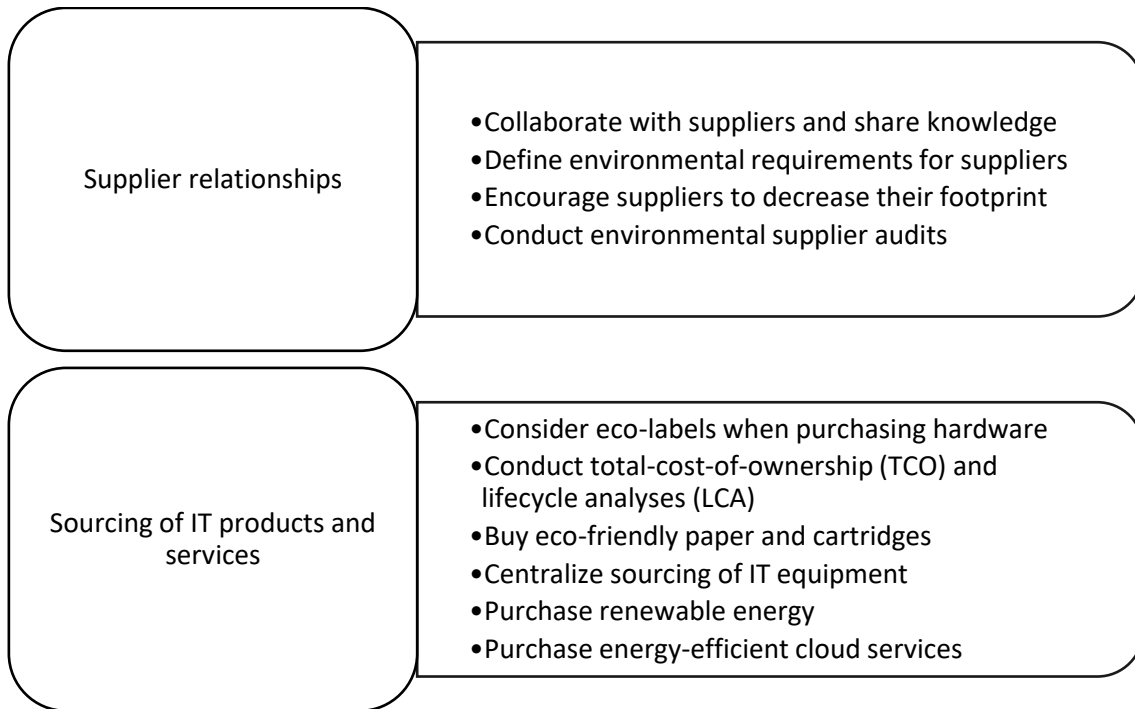 Supplier relationships
•Collaborate with suppliers and share knowledge
•Define environmental requirements for suppliers
•Encourage suppliers to decrease their footprint
•Conduct environmental supplier audits
Sourcing of IT products and
services
•Consider eco-labels when purchasing hardware
•Conduct total-cost-of-ownership (TCO) and
lifecycle analyses (LCA)
•Buy eco-friendly paper and cartridges
•Centralize sourcing of IT equipment
•Purchase renewable energy
•Purchase energy-efficient cloud services